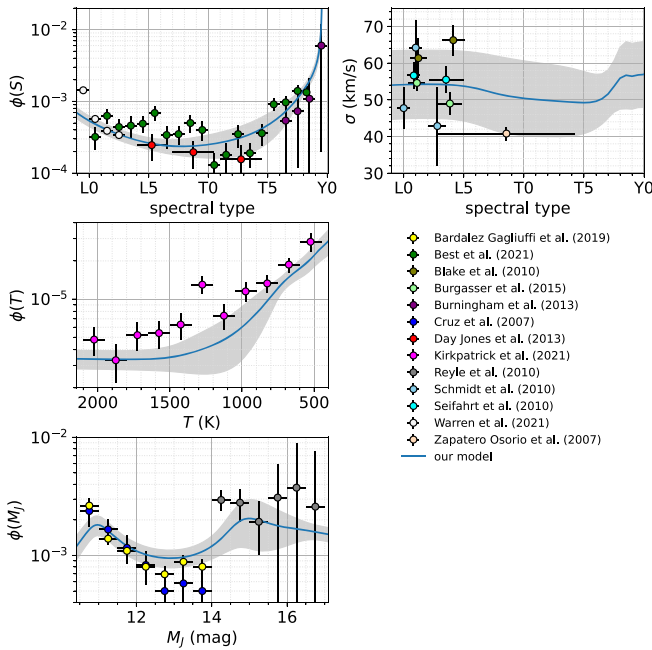 10⁻²
10⁻³
10⁻⁴
ϕ(S)
L0 L5 T0 T5 Y0
spectral type
70
60
50
40
30
σ (km/s)
L0 L5 T0 T5 Y0
spectral type
10⁻⁵
ϕ(T)
2000 1500 1000 500
T (K)
10⁻²
10⁻³
ϕ(M_J)
12 14 16
M_J (mag)
Bardalez Gagliuffi et al. (2019)
Best et al. (2021)
Blake et al. (2010)
Burgasser et al. (2015)
Burningham et al. (2013)
Cruz et al. (2007)
Day Jones et al. (2013)
Kirkpatrick et al. (2021)
Reyle et al. (2010)
Schmidt et al. (2010)
Seifahrt et al. (2010)
Warren et al. (2021)
Zapatero Osorio et al. (2007)
our model